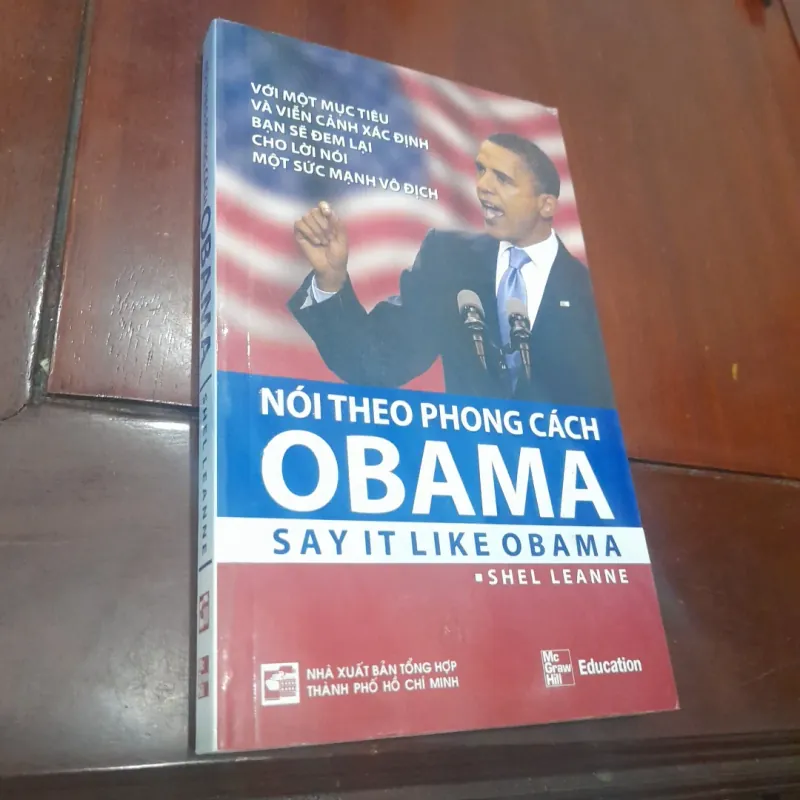 VỚI MỘT MỤC TIÊU
VÀ VIỄN CẢNH XÁC ĐỊNH
BẠN SẼ ĐEM LẠI
CHO LỜI NÓI
MỘT SỨC MẠNH VÔ ĐỊCH
NÓI THEO PHONG CÁCH
OBAMA
SAY IT LIKE OBAMA
SHEL LEANNE
NHÀ XUẤT BẢN TỔNG HỢP
THÀNH PHỐ HỒ CHÍ MINH
Mc
Graw
Hill
Education
OBAMA | SHEL LEANNE |